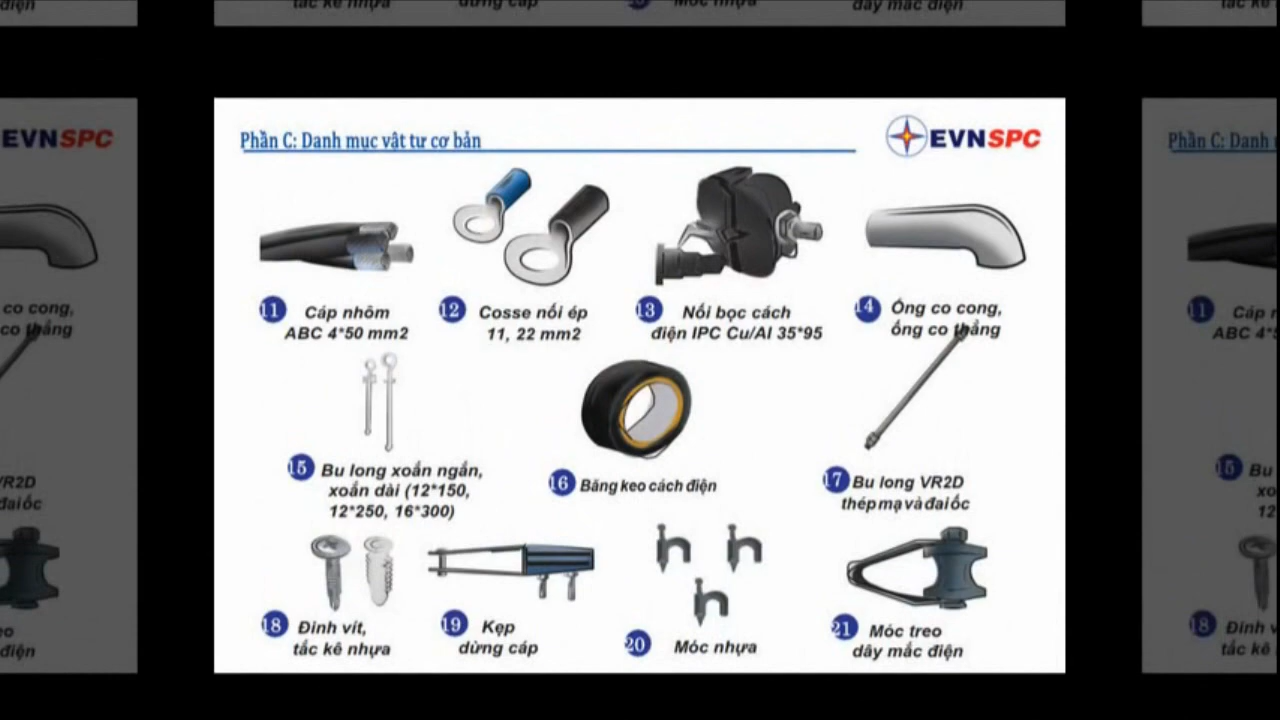 Phần C: Danh mục vật tư cơ bản
EVNSPC
11 Cáp nhôm
ABC 4*50 mm2
12 Cosse nối ép
11, 22 mm2
13 Nối bọc cách
điện IPC Cu/Al 35*95
14 Ống co cong,
ống co thẳng
15 Bu long xoắn ngắn,
xoắn dài (12*150,
12*250, 16*300)
16 Băng keo cách điện
17 Bu long VR2D
thép mạ và đai ốc
18 Đinh vít,
tắc kê nhựa
19 Kẹp
dừng cáp
20 Móc nhựa
21 Móc treo
dây mắc điện